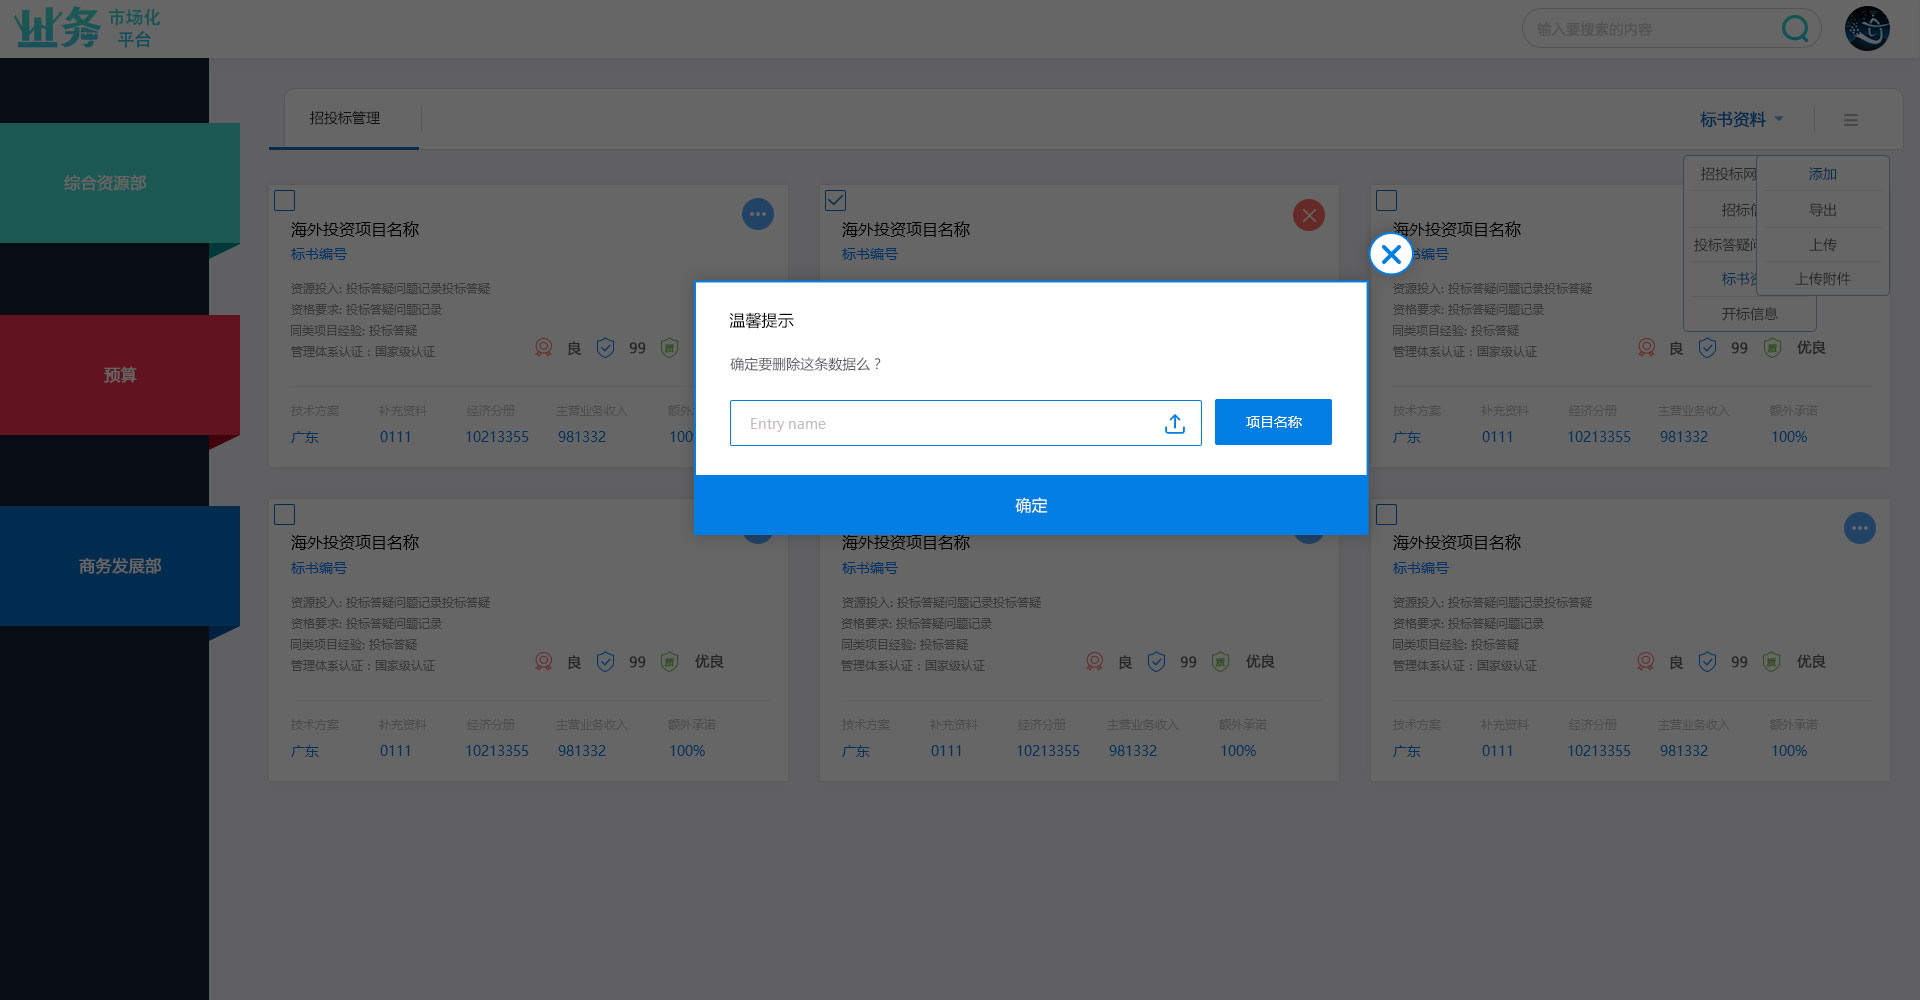 业务 市场化
平台
输入要搜索的内容
综合资源部
预算
商务发展部
招投标管理
标书资料
招投标网
招标信
投标答疑问
标书资
开标信息
添加
导出
上传
上传附件
海外投资项目名称
标书编号
资源投入: 投标答疑问题记录投标答疑
资格要求: 投标答疑问题记录
同类项目经验: 投标答疑
管理体系认证：国家级认证
良 99
技术方案 补充资料 经济分册 主营业务收入 额外
广东 0111 10213355 981332 100
海外投资项目名称
标书编号
海外投资项目名称
书编号
资源投入: 投标答疑问题记录投标答疑
资格要求: 投标答疑问题记录
同类项目经验: 投标答疑
管理体系认证：国家级认证
良 99 质 优良
技术方案 补充资料 经济分册 主营业务收入 额外承诺
广东 0111 10213355 981332 100%
温馨提示
确定要删除这条数据么？
Entry name
项目名称
确定
海外投资项目名称
标书编号
资源投入: 投标答疑问题记录投标答疑
资格要求: 投标答疑问题记录
同类项目经验: 投标答疑
管理体系认证：国家级认证
良 99 质 优良
技术方案 补充资料 经济分册 主营业务收入 额外承诺
广东 0111 10213355 981332 100%
海外投资项目名称
标书编号
资源投入: 投标答疑问题记录投标答疑
资格要求: 投标答疑问题记录
同类项目经验: 投标答疑
管理体系认证：国家级认证
良 99 质 优良
技术方案 补充资料 经济分册 主营业务收入 额外承诺
广东 0111 10213355 981332 100%
海外投资项目名称
标书编号
资源投入: 投标答疑问题记录投标答疑
资格要求: 投标答疑问题记录
同类项目经验: 投标答疑
管理体系认证：国家级认证
良 99 质 优良
技术方案 补充资料 经济分册 主营业务收入 额外承诺
广东 0111 10213355 981332 100%